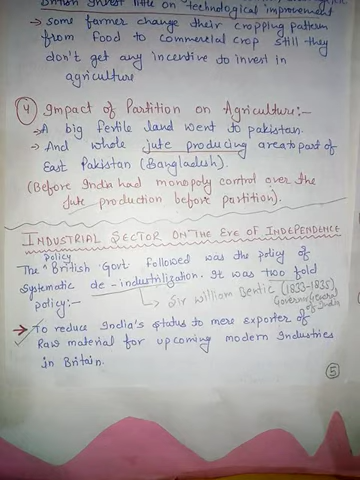 British invest little on technological improvement
→ some farmer change their cropping pattern
from food to commercial crop still they
don't get any incentive to invest in
agriculture
4 Impact of Partition on Agriculture:-
→ A big fertile land went to pakistan.
→ And whole jute producing area to part of
East Pakistan (Bangladesh).
(Before India had monopoly control over the
Jute production before partition).
INDUSTRIAL SECTOR ON THE EVE OF INDEPENDENCE
The policy British Govt. followed was the policy of
systematic de-industrilization. It was two fold
policy:-
→ Sir William Bentic (1833-1835)
Governor general
of India
→ To reduce India's status to mere exporter of
Raw material for upcoming modern Industries
in Britain.
5